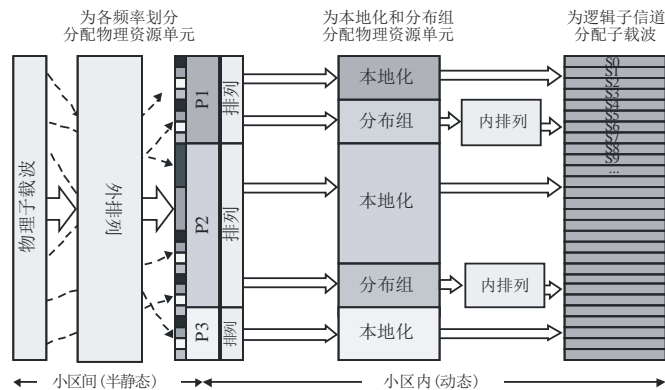 为各频率划分
分配物理资源单元
为本地化和分布组
分配物理资源单元
为逻辑子信道
分配子载波
物理子载波
外排列
P1
排列
P2
排列
P3
排列
本地化
分布组
内排列
本地化
分布组
内排列
本地化
S0
S1
S2
S3
S4
S5
S6
S7
S8
S9
...
小区间(半静态)
小区内(动态)